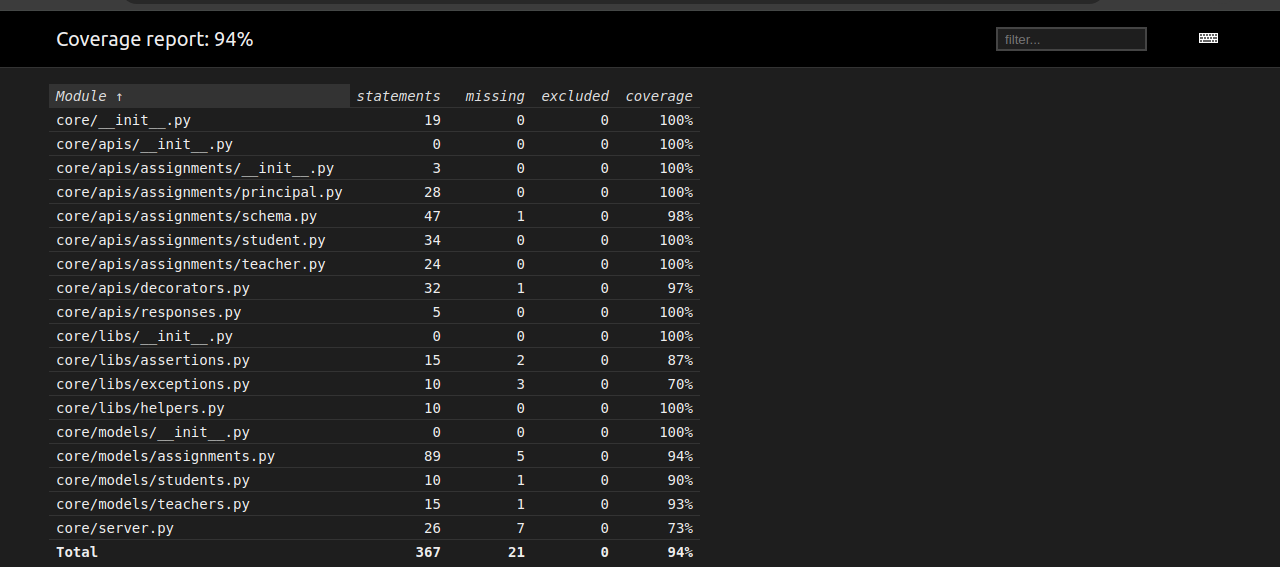 Coverage report: 94%
filter...
Module ↑ statements missing excluded coverage
core/__init__.py 19 0 0 100%
core/apis/__init__.py 0 0 0 100%
core/apis/assignments/__init__.py 3 0 0 100%
core/apis/assignments/principal.py 28 0 0 100%
core/apis/assignments/schema.py 47 1 0 98%
core/apis/assignments/student.py 34 0 0 100%
core/apis/assignments/teacher.py 24 0 0 100%
core/apis/decorators.py 32 1 0 97%
core/apis/responses.py 5 0 0 100%
core/libs/__init__.py 0 0 0 100%
core/libs/assertions.py 15 2 0 87%
core/libs/exceptions.py 10 3 0 70%
core/libs/helpers.py 10 0 0 100%
core/models/__init__.py 0 0 0 100%
core/models/assignments.py 89 5 0 94%
core/models/students.py 10 1 0 90%
core/models/teachers.py 15 1 0 93%
core/server.py 26 7 0 73%
Total 367 21 0 94%